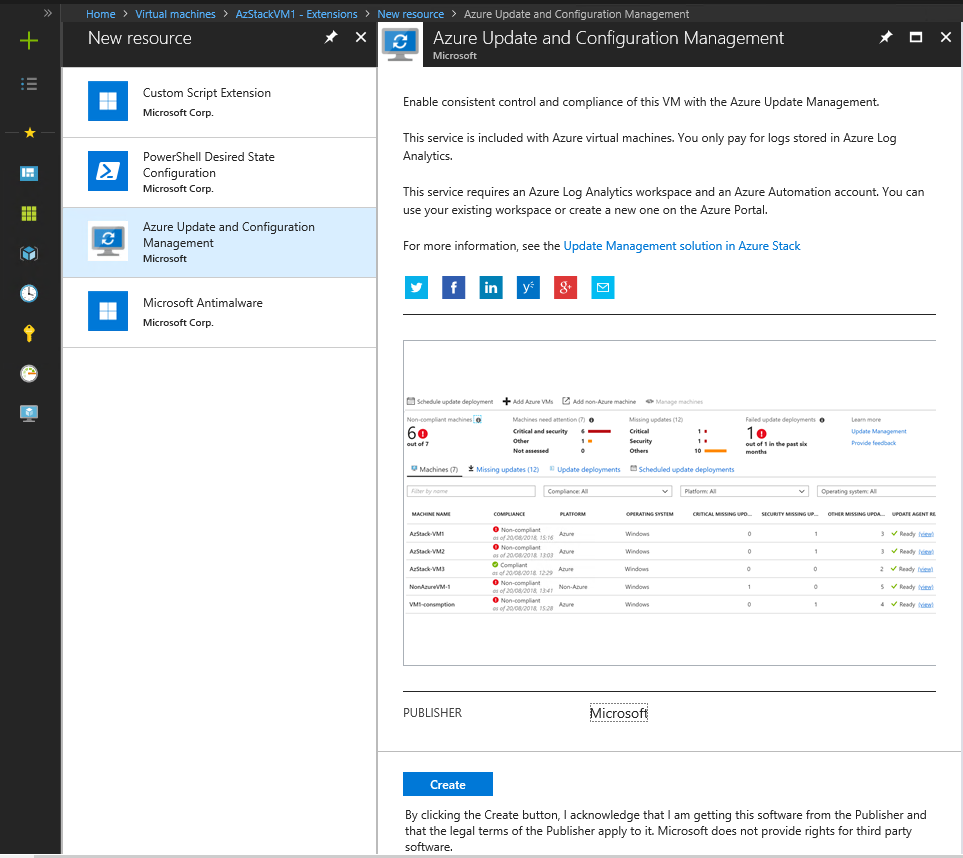 Home > Virtual machines > AzStackVM1 - Extensions > New resource > Azure Update and Configuration Management
New resource
Custom Script Extension
Microsoft Corp.
PowerShell Desired State
Configuration
Microsoft Corp.
Azure Update and Configuration
Management
Microsoft
Microsoft Antimalware
Microsoft Corp.
Azure Update and Configuration Management
Microsoft
Enable consistent control and compliance of this VM with the Azure Update Management.
This service is included with Azure virtual machines. You only pay for logs stored in Azure Log
Analytics.
This service requires an Azure Log Analytics workspace and an Azure Automation account. You can
use your existing workspace or create a new one on the Azure Portal.
For more information, see the Update Management solution in Azure Stack
Schedule update deployment Add Azure VMs Add non-Azure machine Manage machines
Non-compliant machines Machines need attention (7) Missing updates (12) Failed update deployments Learn more
6 Critical and security 6 Critical 1 1 Update Management
out of 7 Other 1 Security 1 out of 1 in the past six Provide feedback
Not assessed 0 Others 10 months
Machines (7) Missing updates (12) Update deployments Scheduled update deployments
Filter by name Compliance: All Platform: All Operating system: All
MACHINE NAME COMPLIANCE PLATFORM OPERATING SYSTEM CRITICAL MISSING UPD... SECURITY MISSING UP... OTHER MISSING UPDA... UPDATE AGENT RE
AzStack-VM1 Non-compliant Azure Windows 0 1 3 Ready (view)
as of 20/08/2018, 15:16
AzStack-VM2 Non-compliant Azure Windows 0 1 3 Ready (view)
as of 20/08/2018, 13:03
AzStack-VM3 Compliant Azure Windows 0 0 2 Ready (view)
as of 20/08/2018, 12:29
NonAzureVM-1 Non-compliant Non-Azure Windows 1 0 5 Ready (view)
as of 20/08/2018, 13:41
VM1-consmption Non-compliant Azure Windows 0 1 4 Ready (view)
as of 20/08/2018, 15:28
PUBLISHER Microsoft
Create
By clicking the Create button, I acknowledge that I am getting this software from the Publisher and
that the legal terms of the Publisher apply to it. Microsoft does not provide rights for third party
software.